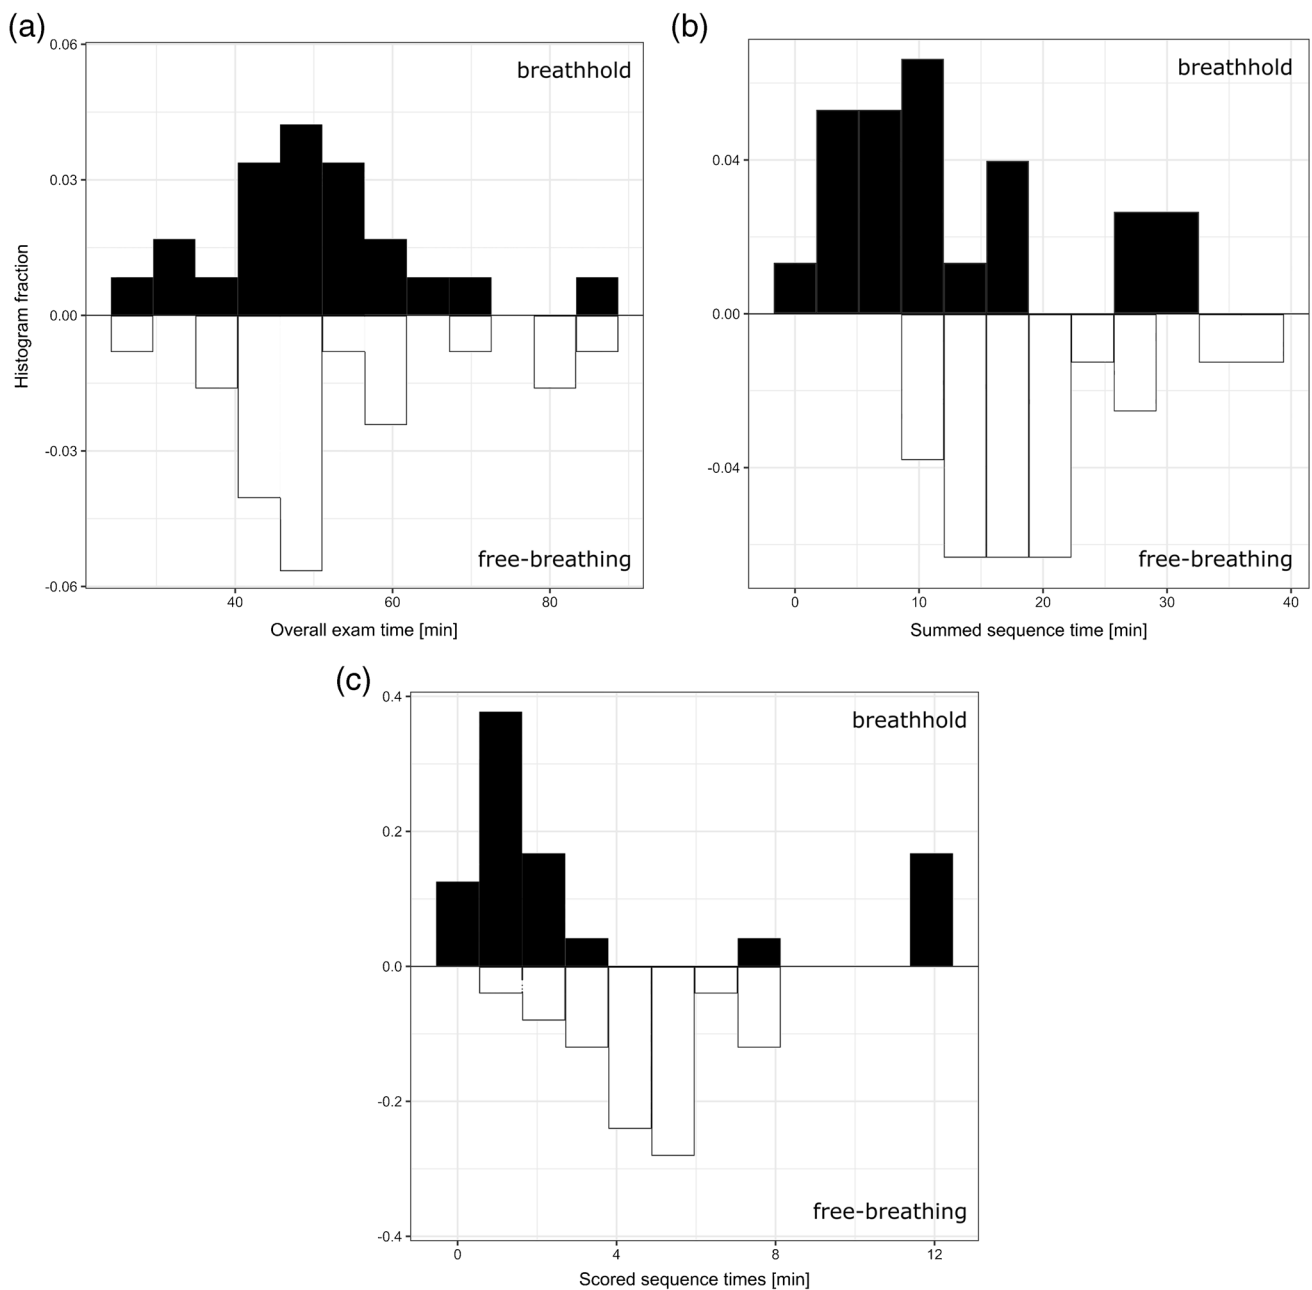 (a)
0.06
0.03
0.00
-0.03
-0.06
Histogram fraction
breathhold
free-breathing
40 60 80
Overall exam time [min]
(b)
0.04
0.00
-0.04
breathhold
free-breathing
0 10 20 30 40
Summed sequence time [min]
(c)
0.4
0.2
0.0
-0.2
-0.4
breathhold
free-breathing
0 4 8 12
Scored sequence times [min]